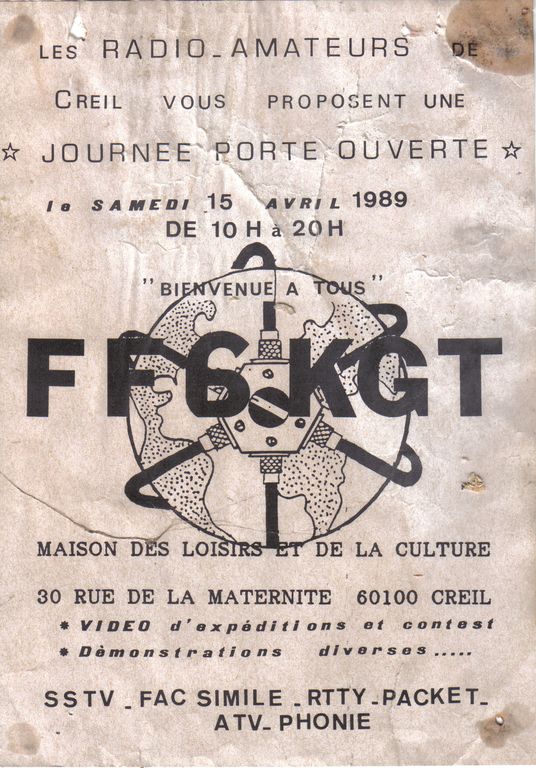 LES RADIO_AMATEURS DE
CREIL VOUS PROPOSENT UNE
☆ JOURNEE PORTE OUVERTE ☆
le SAMEDI 15 AVRIL 1989
DE 10H à 20H
"BIENVENUE A TOUS"
FF6KGT
MAISON DES LOISIRS ET DE LA CULTURE
30 RUE DE LA MATERNITE 60100 CREIL
* VIDEO d'expéditions et contest
* Dèmonstrations diverses.....
SSTV_FAC SIMILE_RTTY_PACKET_
ATV_PHONIE